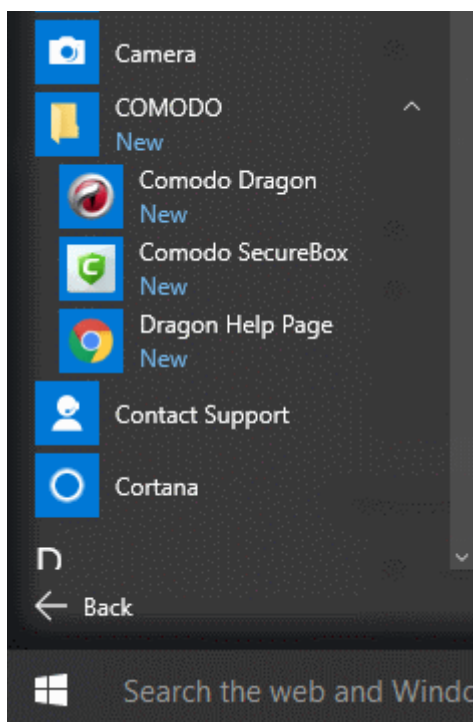 Camera
COMODO
New
Comodo Dragon
New
Comodo SecureBox
New
Dragon Help Page
New
Contact Support
Cortana
D
Back
Search the web and Windo